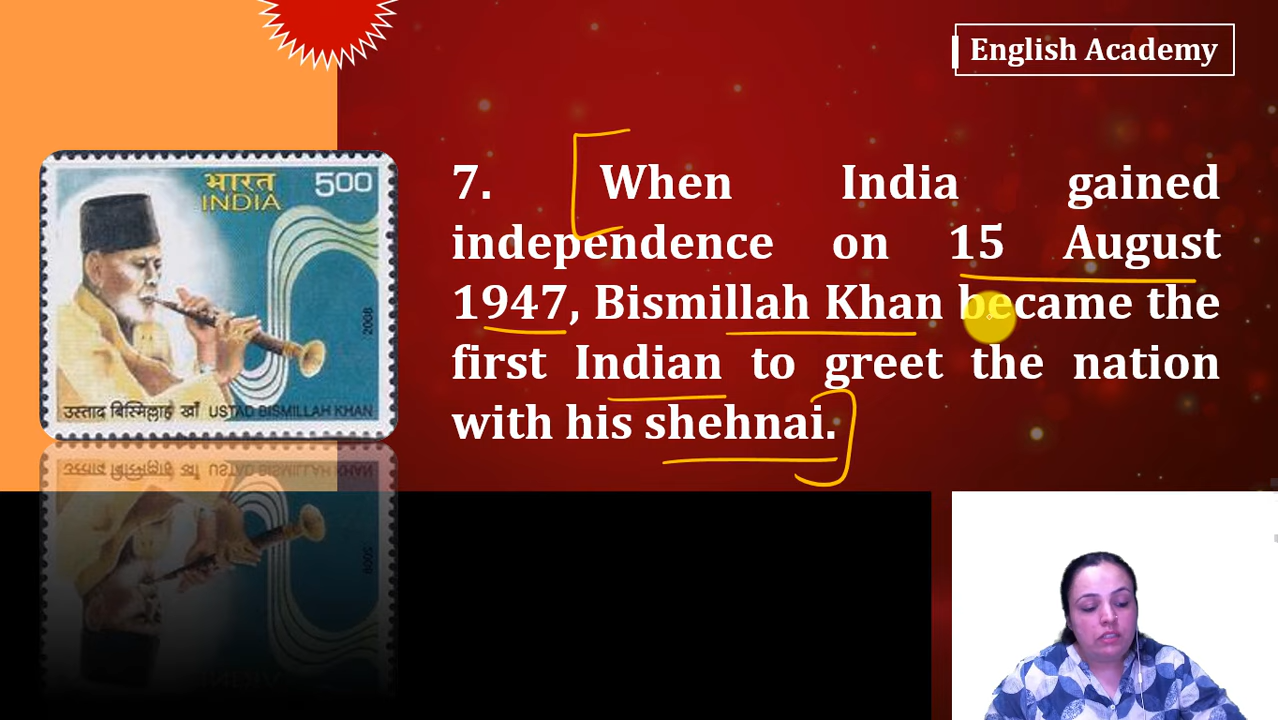 English Academy
भारत
INDIA
500
2008
उस्ताद बिस्मिल्लाह खाँ USTAD BISMILLAH KHAN
7. When India gained
independence on 15 August
1947, Bismillah Khan became the
first Indian to greet the nation
with his shehnai.